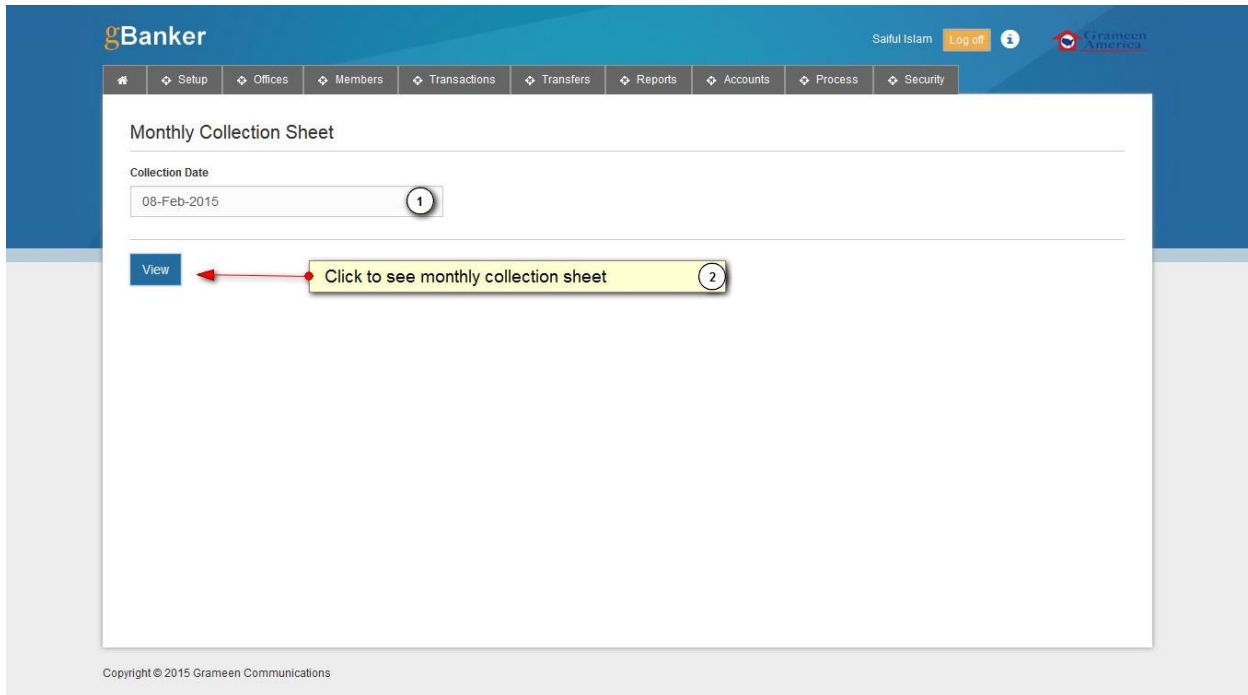 gBanker
Saiful Islam Log off i Grameen America
Setup Offices Members Transactions Transfers Reports Accounts Process Security
Monthly Collection Sheet
Collection Date
08-Feb-2015 1
View Click to see monthly collection sheet 2
Copyright © 2015 Grameen Communications